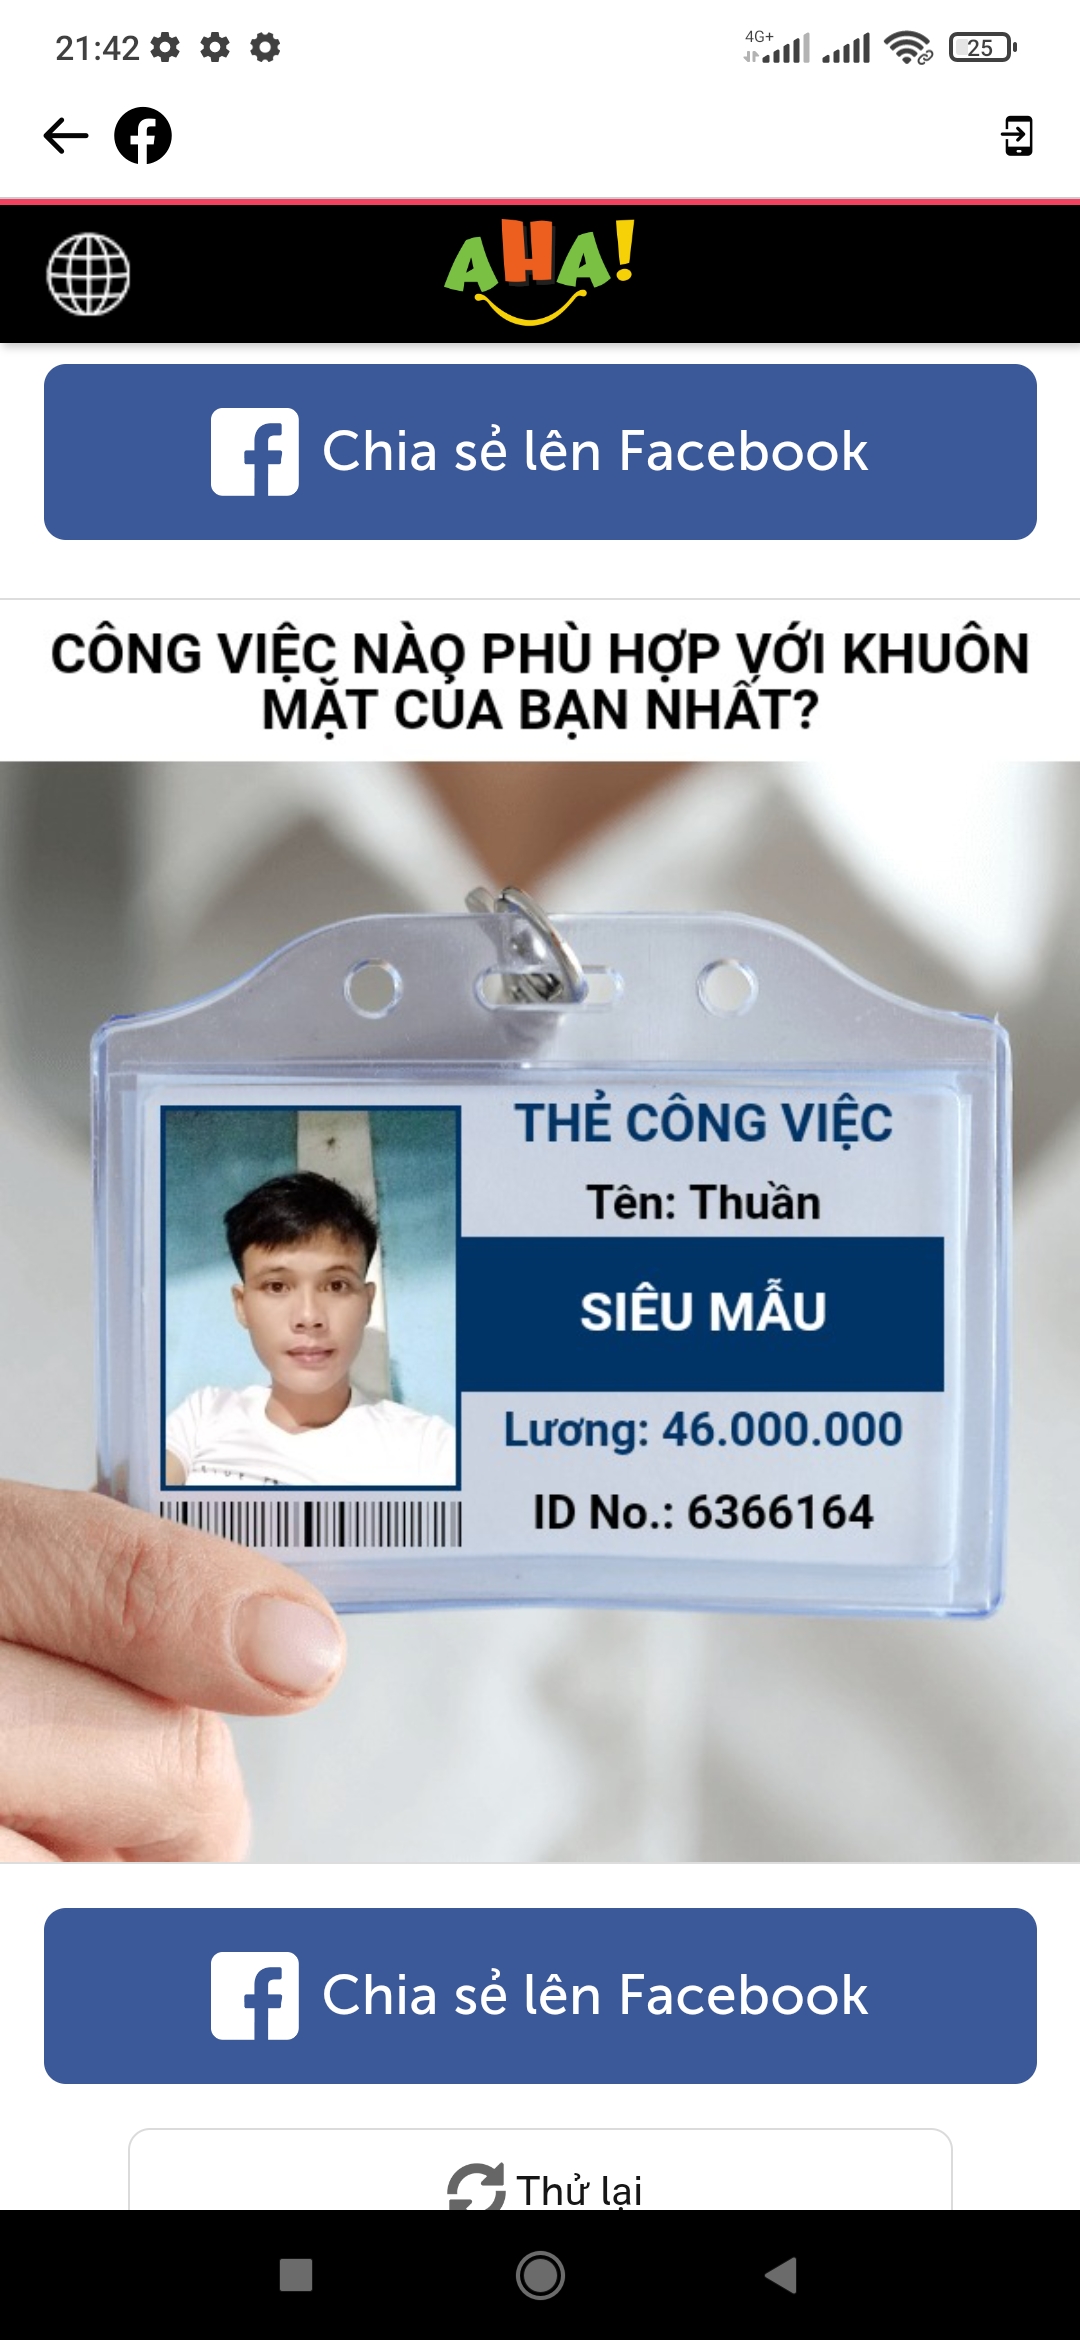 21:42
4G+
25
AHA!
Chia sẻ lên Facebook
CÔNG VIỆC NÀO PHÙ HỢP VỚI KHUÔN
MẶT CỦA BẠN NHẤT?
THẺ CÔNG VIỆC
Tên: Thuần
SIÊU MẪU
Lương: 46.000.000
ID No.: 6366164
Chia sẻ lên Facebook
Thử lại